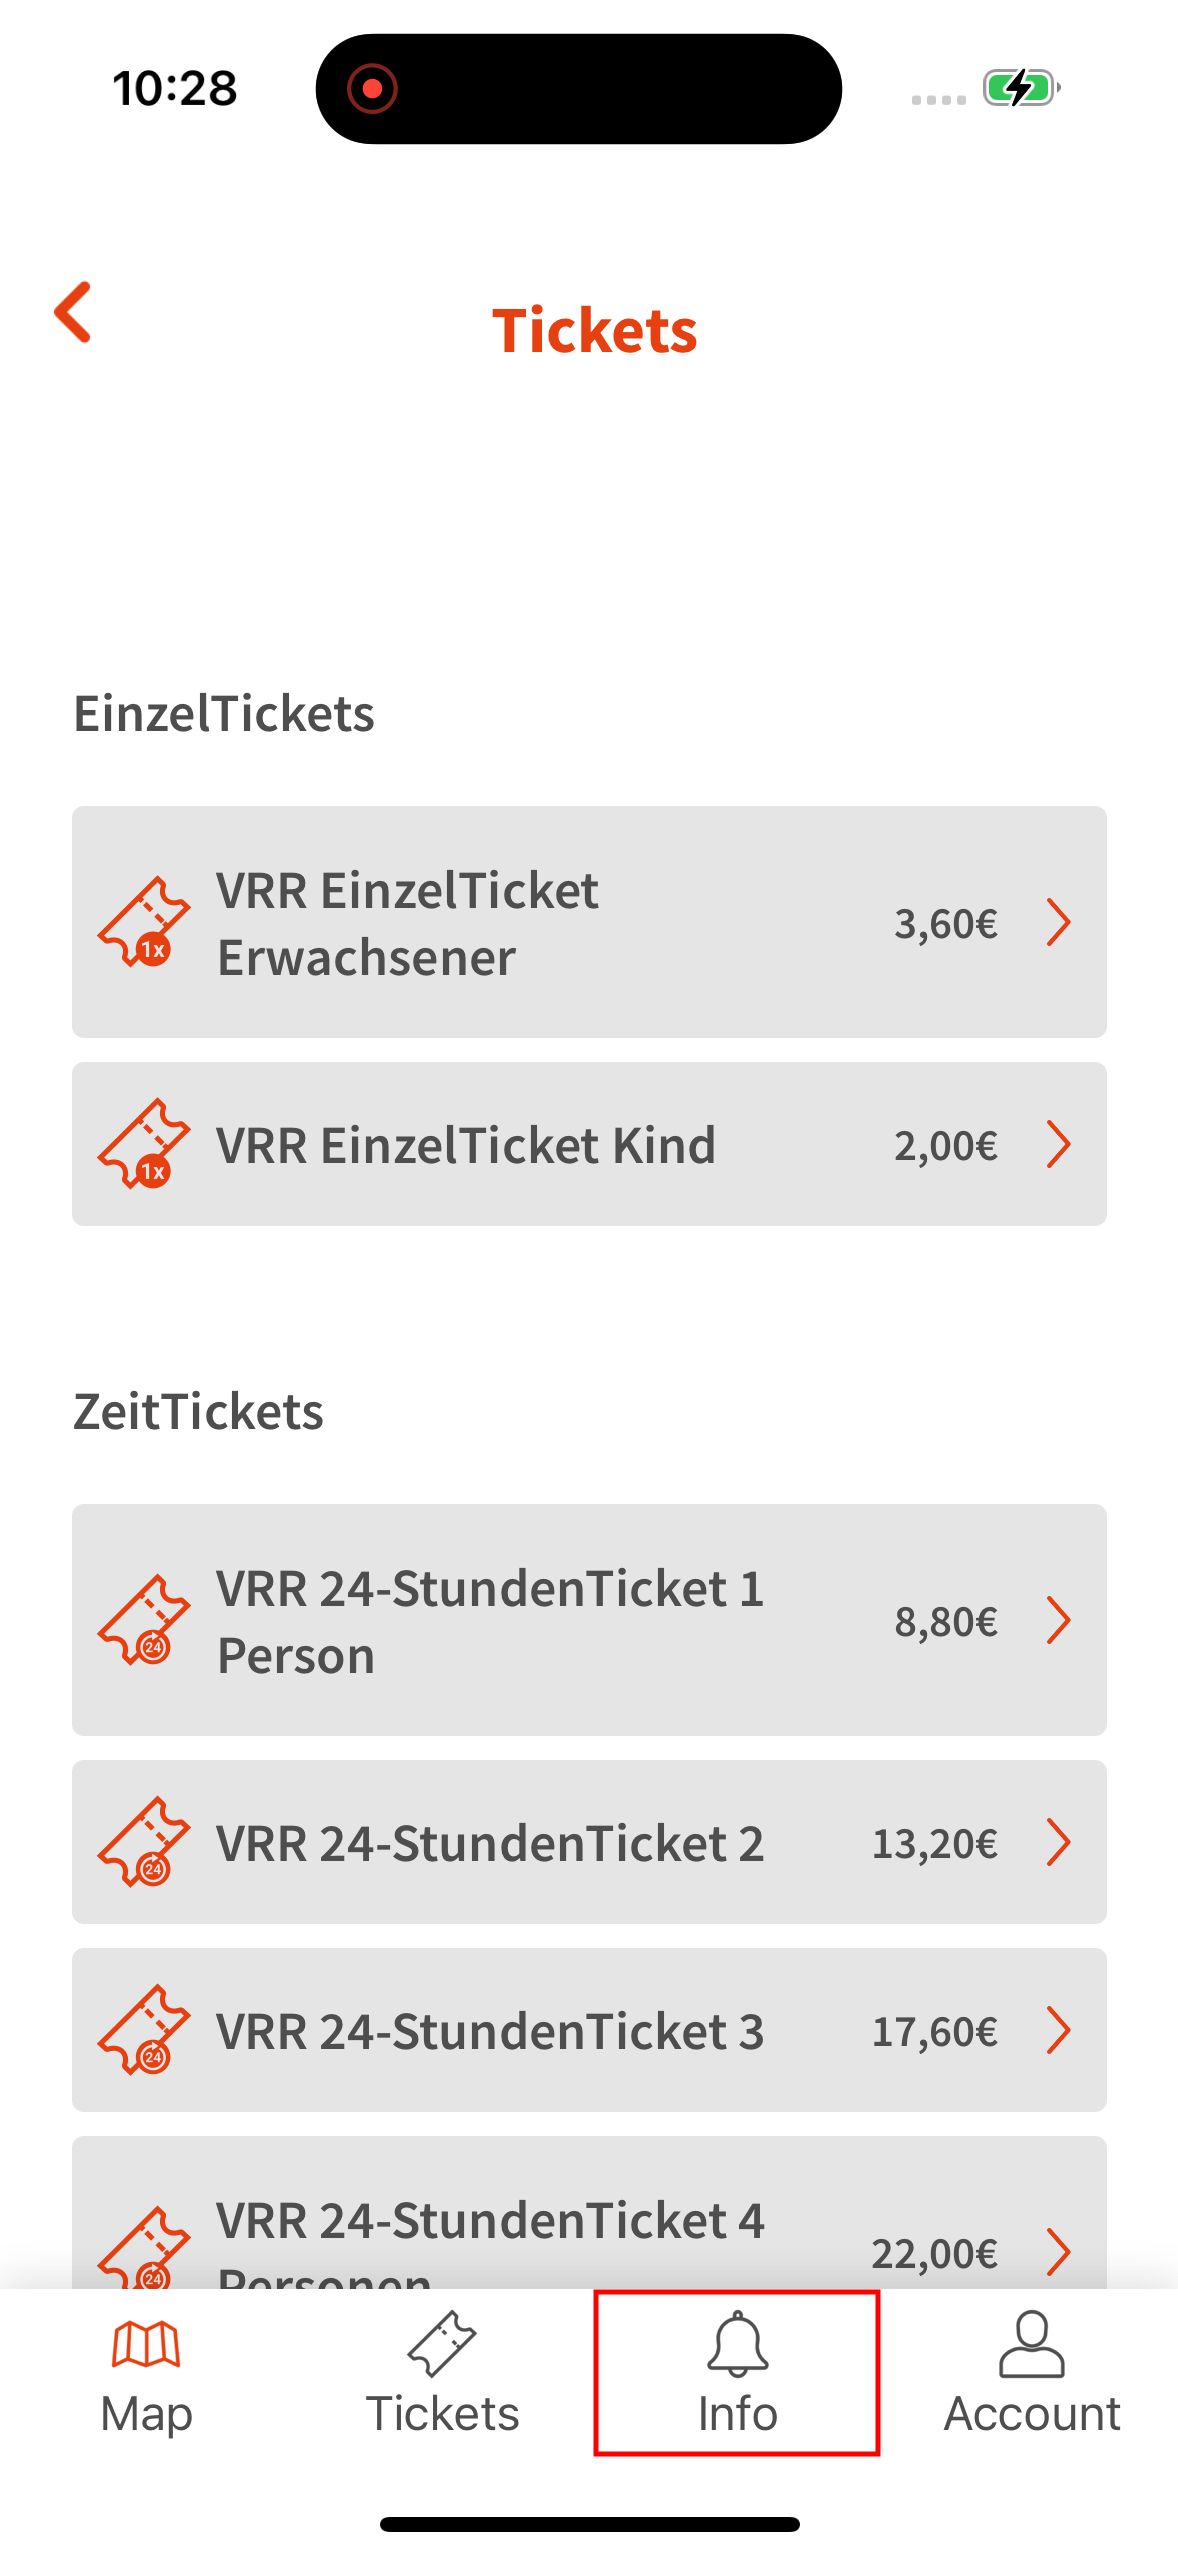 10:28
Tickets
EinzelTickets
VRR EinzelTicket
Erwachsener
3,60€
1x
VRR EinzelTicket Kind
2,00€
1x
ZeitTickets
VRR 24-StundenTicket 1
Person
8,80€
24
VRR 24-StundenTicket 2
13,20€
24
VRR 24-StundenTicket 3
17,60€
24
VRR 24-StundenTicket 4
Personen
22,00€
24
Map
Tickets
Info
Account